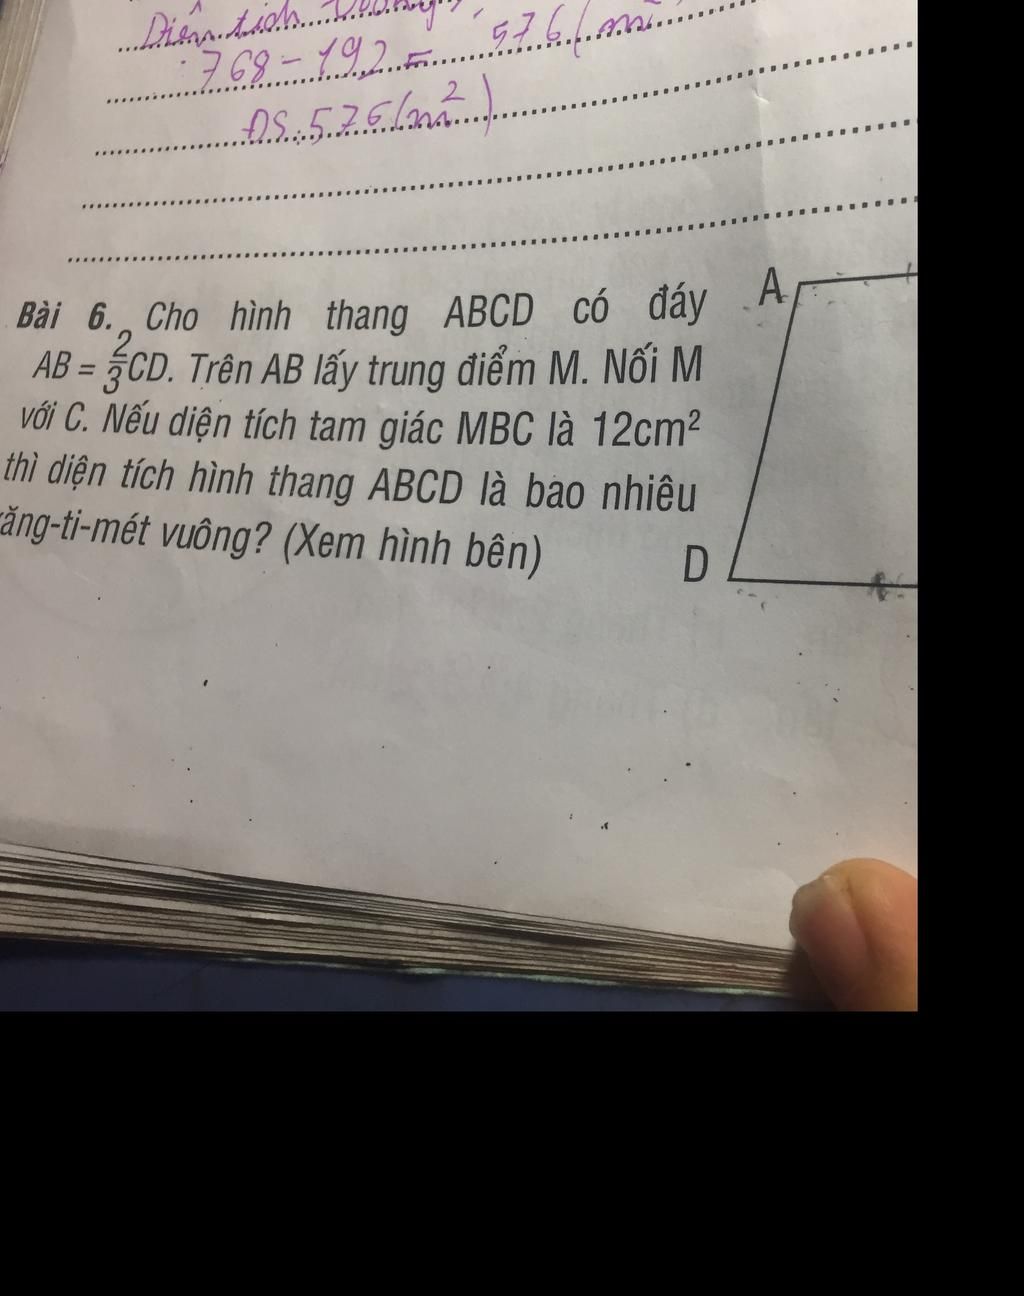 Diện tích
768 - 192 = 576 (m
ĐS: 576 (m²)
Bài 6. Cho hình thang ABCD có đáy
AB = 2/3 CD. Trên AB lấy trung điểm M. Nối M
với C. Nếu diện tích tam giác MBC là 12cm²
thì diện tích hình thang ABCD là bao nhiêu
ăng-ti-mét vuông? (Xem hình bên)
A
D